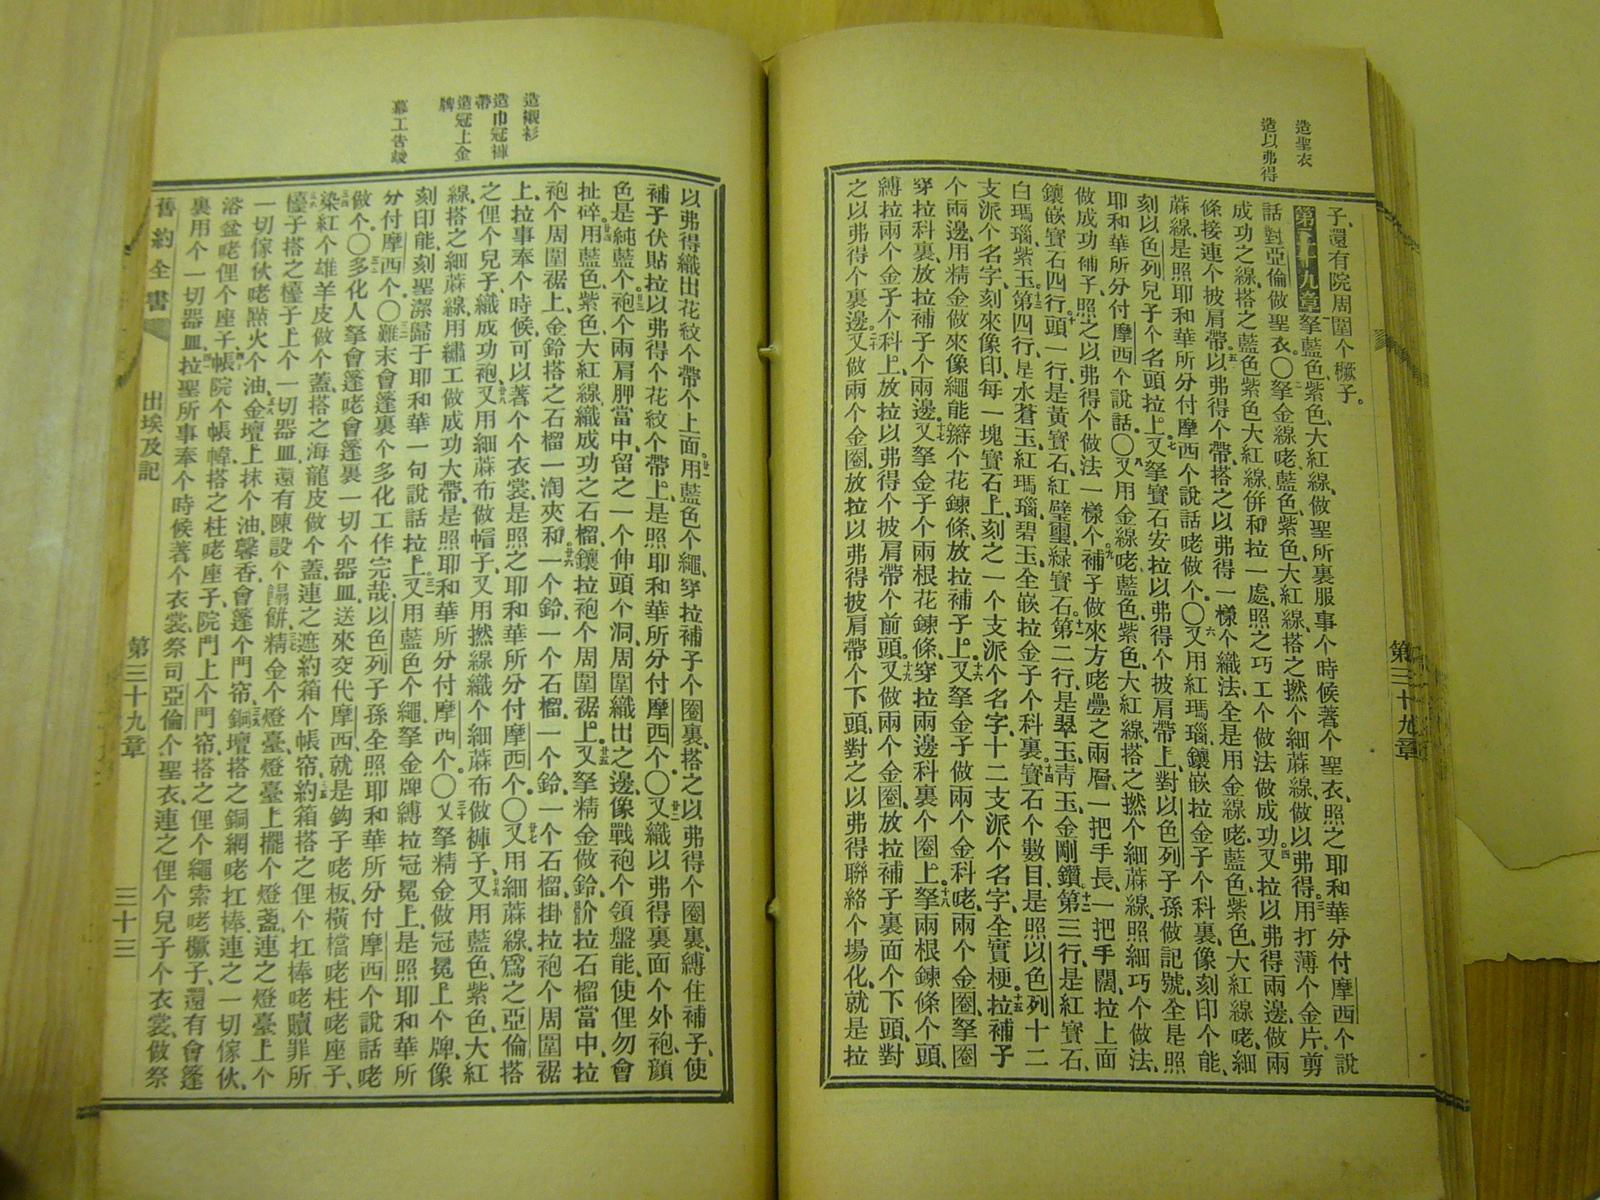 造聖衣
造以弗得
子、還有院周圍个橛子。
第三十九章拏藍色紫色、大紅線、做聖所裏服事个時候著个聖衣、照之耶和華分付摩西个說
話、對亞倫做聖衣。〇拏金線咾藍色、紫色、大紅線、搭之撚个細蔴線做以弗得。用打薄个金片、剪
成功之線、搭之藍色紫色大紅線、併和拉一處、照之巧工个做法做成功。又拉以弗得兩邊做兩
條接連个披肩帶。以弗得个帶、搭之以弗得一樣个織法、全是用金線咾、藍色、紫色、大紅線咾、細
蔴線、是照耶和華所分付摩西个說話咾做个。〇又用紅瑪瑙、鑲嵌拉金子个科裏、像刻印个能、
刻以色列兒子个名頭拉上。又拏寶石安拉以弗得个披肩帶上、對以色列子孫做記號、全是照
耶和華所分付摩西个說話。〇又用金線咾、藍色、紫色、大紅線、搭之撚个細蔴線、照細巧个做法、
做成功補子、照之以弗得个做法一樣个。補子做來方咾疊之兩層、一把手長、一把手闊、拉上面
鑲嵌寶石四行、頭一行、是黃寶石、紅璧璽、綠寶石。第二行、是翠玉、靑玉、金剛鑽。第三行、是紅寶石、
白瑪瑙、紫玉。第四行、是水蒼玉、紅瑪瑙、碧玉、全嵌拉金子个科裏。寶石个數目、是照以色列十二
支派个名字、刻來像印、每一塊寶石上、刻之一个支派个名字、十二支派个名字、全實梗。拉補子
个兩邊、用精金做來像繩能、辮个花鍊條、放拉補子上。又拏金子做兩个金科咾、兩个金圈、拏圈
穿拉科裏、放拉補子个兩邊。又拏金子个兩根花鍊條、穿拉兩邊科裏个圈上。拏兩根鍊條个頭、
縛拉兩个金子个科上、放拉以弗得个披肩帶个前頭。又做兩个金圈、放拉補子裏面个下頭、對
之以弗得个裏邊。又做兩个金圈、放拉以弗得披肩帶个下頭、對之以弗得聯絡个場化、就是拉
第三十九章
造襯衫
造巾冠褲帶
造冠上金牌
幕工告竣
以弗得織出花紋个帶个上面。用藍色个繩、穿拉補子个圈裏、搭之以弗得个圈裏、縛住補子、使
補子伏貼拉以弗得个花紋个帶上、是照耶和華所分付摩西个。〇又織以弗得裏面个外袍、顔
色是純藍个。袍个兩肩胛當中、留之一个伸頭个洞、周圍織出之邊、像戰袍个領盤能、使俚勿會
扯碎。用藍色、紫色大紅線織成功之石榴、鑲拉袍个周圍裾上。又拏精金做鈴、𠆲拉石榴當中、拉
袍个周圍裾上、金鈴搭之石榴一潤夾和、一个鈴、一个石榴、一个鈴、一个石榴、掛拉袍个周圍裾
上、拉事奉个時候、可以著个个衣裳、是照之耶和華所分付摩西个。〇又用細蔴線、爲之亞倫搭
之俚个兒子、織成功袍。又用細蔴布做帽子、又用撚線織个細蔴布做褲子、又用藍色、紫色、大紅
線、搭之細蔴線、用繡工做成功大帶、是照耶和華所分付摩西个。〇又拏精金做冠冕上个牌、像
刻印能、刻聖潔歸于耶和華一句說話拉上。又用藍色个繩、拏金牌縛拉冠冕上、是照耶和華所
分付摩西个。〇難末會篷裏个多化工作完哉、以色列子孫全照耶和華所分付摩西个說話咾
做个。〇多化人拏會篷咾會篷裏一切个器皿、送來交代摩西、就是鈎子咾板、橫檔咾柱咾座子、
染紅个雄羊皮做个蓋、搭之海龍皮做个蓋、連之遮約箱个帳帘。約箱搭之俚个扛棒咾贖罪所
檯子搭之檯子上个一切器皿、還有陳設个餅、精金个燈臺、燈臺上擺个燈盞、連之燈臺上个
一切傢伙咾㸃火个油、金壇上抹个油、馨香、會篷个門帘、銅壇搭之銅網咾扛棒、連之一切傢伙、
浴盆咾俚个座子、帳院个帳幃搭之柱咾座子、院門上个門帘、搭之俚个繩索咾橛子、還有會篷
裏用个一切器皿、拉聖所事奉个時候著个衣裳、祭司亞倫个聖衣、連之俚个兒子个衣裳、做祭
舊約全書　出埃及記　第三十九章　三十三